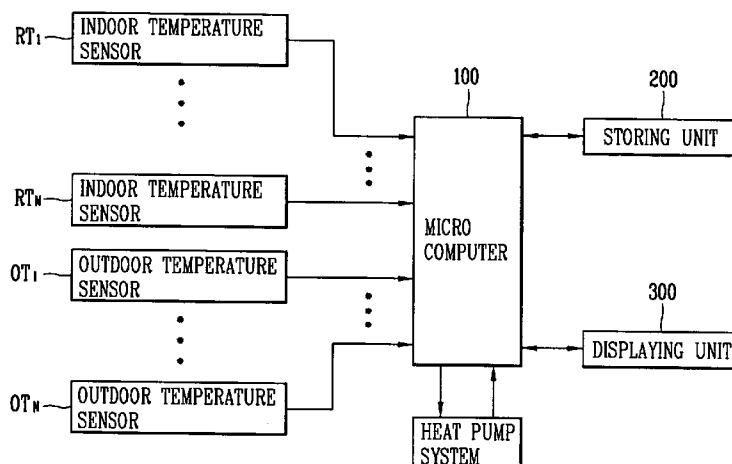 RT1
INDOOR TEMPERATURE
SENSOR
100
200
STORING UNIT
RTN
INDOOR TEMPERATURE
SENSOR
MICRO
COMPUTER
OT1
OUTDOOR TEMPERATURE
SENSOR
300
DISPLAYING UNIT
OTN
OUTDOOR TEMPERATURE
SENSOR
HEAT PUMP
SYSTEM